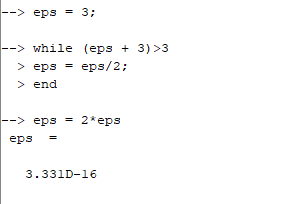 --> eps = 3;
--> while (eps + 3)>3
> eps = eps/2;
> end
--> eps = 2*eps
eps =
3.331D-16